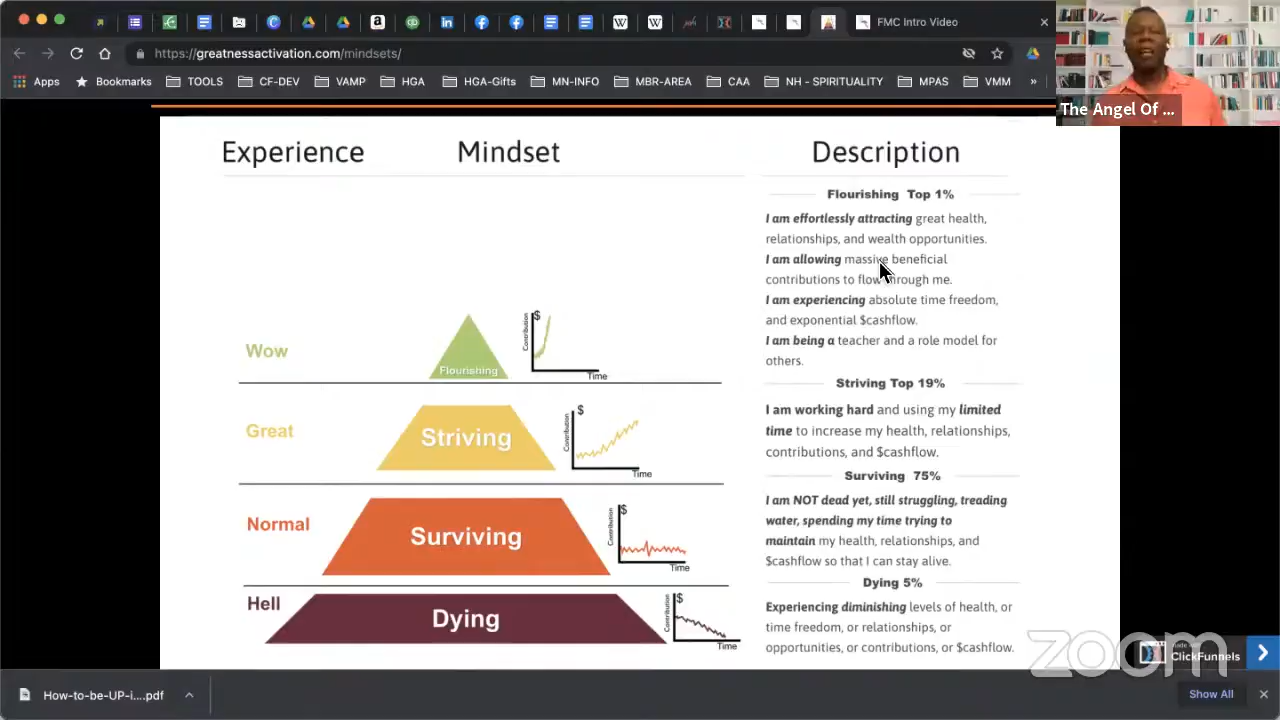 FMC Intro Video
https://greatnessactivation.com/mindsets/
Apps Bookmarks TOOLS CF-DEV VAMP HGA HGA-Gifts MN-INFO MBR-AREA CAA NH - SPIRITUALITY MPAS VMM »
The Angel Of ...
Experience Mindset Description
Flourishing Top 1%
I am effortlessly attracting great health,
relationships, and wealth opportunities.
I am allowing massive beneficial
contributions to flow through me.
I am experiencing absolute time freedom,
and exponential $cashflow.
I am being a teacher and a role model for
others.
Wow
Flourishing
$
Contribution
Time
Striving Top 19%
I am working hard and using my limited
time to increase my health, relationships,
contributions, and $cashflow.
Great
Striving
$
Contribution
Time
Surviving 75%
I am NOT dead yet, still struggling, treading
water, spending my time trying to
maintain my health, relationships, and
$cashflow so that I can stay alive.
Normal
Surviving
$
Contribution
Time
Dying 5%
Experiencing diminishing levels of health, or
time freedom, or relationships, or
opportunities, or contributions, or $cashflow.
Hell
Dying
$
Contribution
Time
zoom
ClickFunnels
How-to-be-UP-i....pdf
Show All